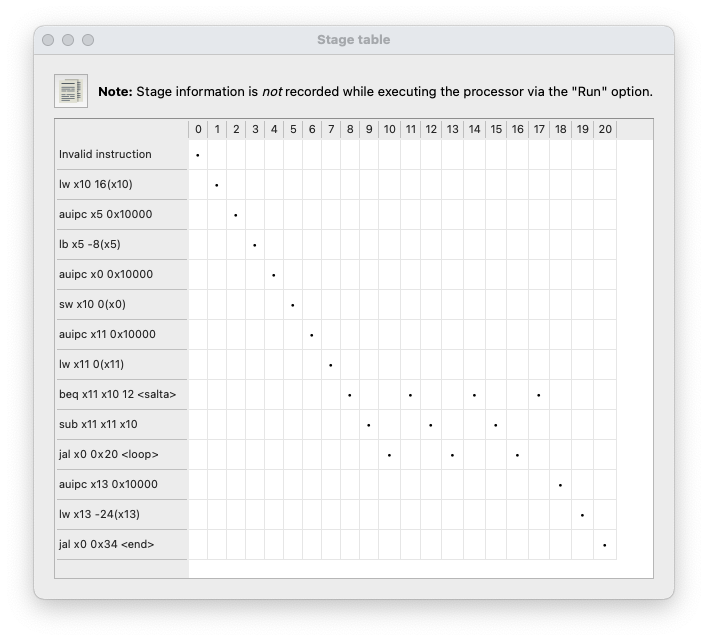 Stage table
Note: Stage information is not recorded while executing the processor via the "Run" option.
0 1 2 3 4 5 6 7 8 9 10 11 12 13 14 15 16 17 18 19 20
Invalid instruction
lw x10 16(x10)
auipc x5 0x10000
lb x5 -8(x5)
auipc x0 0x10000
sw x10 0(x0)
auipc x11 0x10000
lw x11 0(x11)
beq x11 x10 12 <salta>
sub x11 x11 x10
jal x0 0x20 <loop>
auipc x13 0x10000
lw x13 -24(x13)
jal x0 0x34 <end>